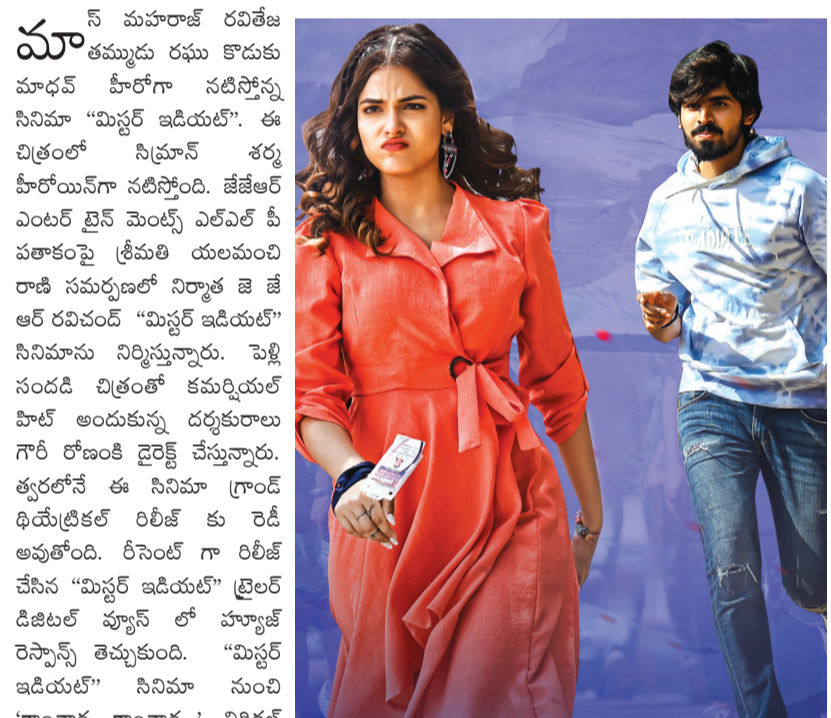 మాస్ మహరాజ్ రవితేజ
తమ్ముడు రఘు కొడుకు
మాధవ్ హీరోగా నటిస్తోన్న
సినిమా “మిస్టర్ ఇడియట్”. ఈ
చిత్రంలో సిమ్రాన్ శర్మ
హీరోయిన్‌గా నటిస్తోంది. జేజేఆర్
ఎంటర్ టైన్ మెంట్స్ ఎల్ఎల్ పీ
పతాకంపై శ్రీమతి యలమంచి
రాణి సమర్పణలో నిర్మాత జె జే
ఆర్ రవిచంద్ “మిస్టర్ ఇడియట్”
సినిమాను నిర్మిస్తున్నారు. పెళ్లి
సందడి చిత్రంతో కమర్షియల్
హిట్ అందుకున్న దర్శకురాలు
గౌరీ రోణంకి డైరెక్ట్ చేస్తున్నారు.
త్వరలోనే ఈ సినిమా గ్రాండ్
థియేట్రికల్ రిలీజ్ కు రెడీ
అవుతోంది. రీసెంట్ గా రిలీజ్
చేసిన “మిస్టర్ ఇడియట్” ట్రైలర్
డిజిటల్ వ్యూస్ లో హ్యూజ్
రెస్పాన్స్ తెచ్చుకుంది. “మిస్టర్
ఇడియట్” సినిమా నుంచి